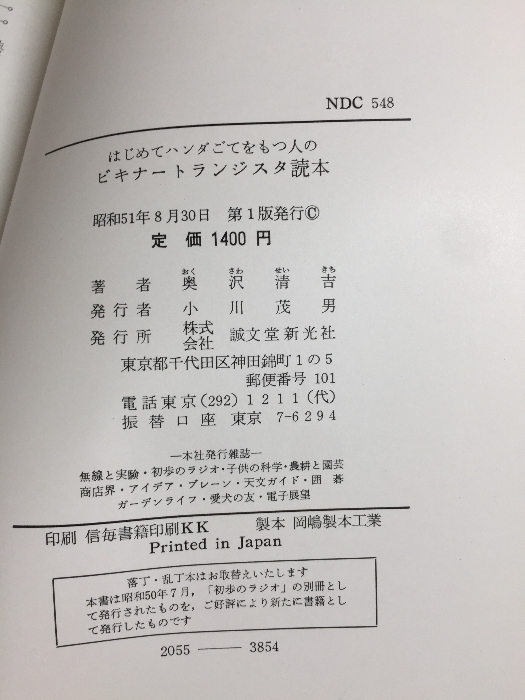 NDC 548
はじめてハンダごてをもつ人の
ビキナートランジスタ読本
昭和51年8月30日 第1版発行©
定 価 1400 円
おく さわ せい きち
著 者 奥 沢 清 吉
発行者 小 川 茂 男
発行所 株式会社 誠文堂新光社
東京都千代田区神田錦町1の5
郵便番号 101
電話東京(292)1211(代)
振替口座 東京 7-6294
―本社発行雑誌―
無線と実験・初歩のラジオ・子供の科学・農耕と園芸
商店界・アイデア・ブレーン・天文ガイド・囲 碁
ガーデンライフ・愛犬の友・電子展望
印刷 信毎書籍印刷KK 製本 岡嶋製本工業
Printed in Japan
落丁・乱丁本はお取替えいたします
本書は昭和50年7月,「初歩のラジオ」の別冊とし
て発行されたものを,ご好評により新たに書籍とし
て発行したものです
2055 ―― 3854